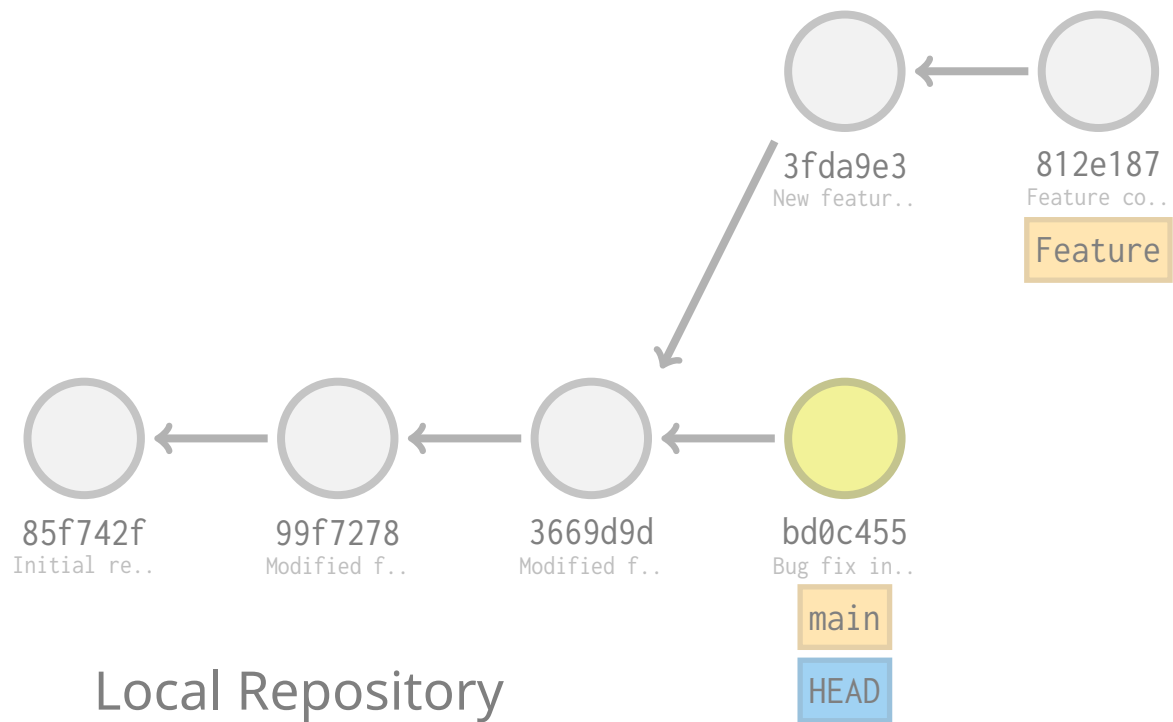 3fda9e3
New featur..
812e187
Feature co..
Feature
85f742f
Initial re..
99f7278
Modified f..
3669d9d
Modified f..
bd0c455
Bug fix in..
main
HEAD
Local Repository